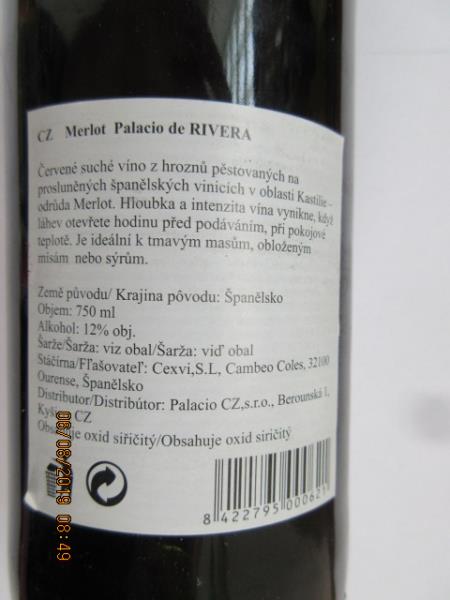 CZ Merlot Palacio de RIVERA
Červené suché víno z hroznů pěstovaných na
prosluněných španělských vinicích v oblasti Kastilie –
odrůda Merlot. Hloubka a intenzita vína vynikne, když
láhev otevřete hodinu před podáváním, při pokojové
teplotě. Je ideální k tmavým masům, obloženým
mísám nebo sýrům.
Země původu/ Krajina pôvodu: Španělsko
Objem: 750 ml
Alkohol: 12% obj.
Šarže/Šarža: viz obal/Šarža: viď obal
Stáčírna/Fľašovateľ: Cexvi,S.L, Cambeo Coles, 32100
Ourense, Španělsko
Distributor/Distribútor: Palacio CZ,s.r.o., Berounská 1,
CZ
Obsahuje oxid siřičitý/Obsahuje oxid siričitý
8 422795 000621
06/08/2019 08:49